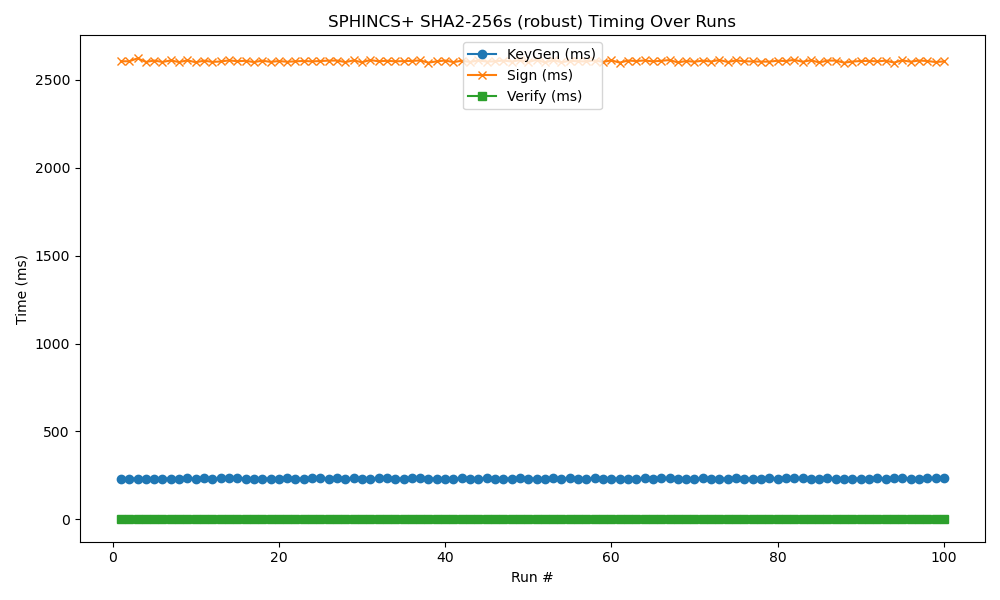 SPHINCS+ SHA2-256s (robust) Timing Over Runs
KeyGen (ms)
Sign (ms)
Verify (ms)
Time (ms)
2500
2000
1500
1000
500
0
0 20 40 60 80 100
Run #